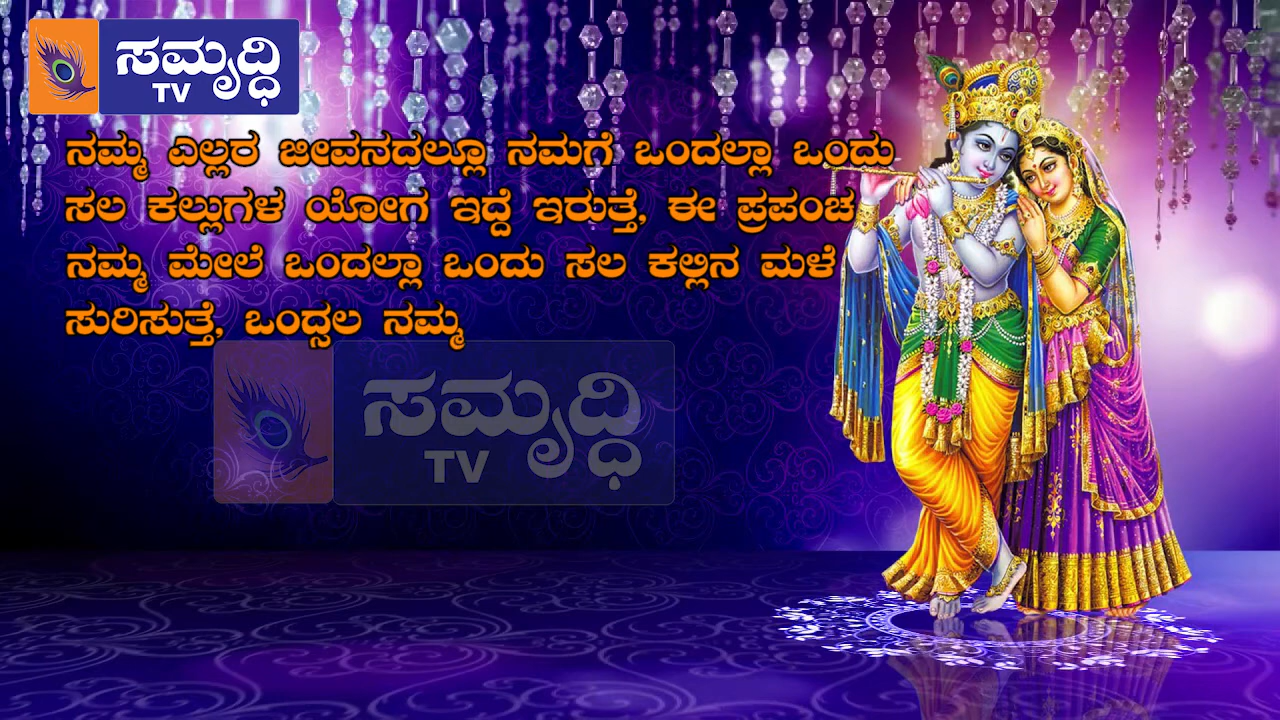 ಸಮೃದ್ಧಿ
TV
ನಮ್ಮ ಎಲ್ಲರ ಜೀವನದಲ್ಲೂ ನಮಗೆ ಒಂದಲ್ಲಾ ಒಂದು
ಸಲ ಕಲ್ಲುಗಳ ಯೋಗ ಇದ್ದೆ ಇರುತ್ತೆ, ಈ ಪ್ರಪಂಚ
ನಮ್ಮ ಮೇಲೆ ಒಂದಲ್ಲಾ ಒಂದು ಸಲ ಕಲ್ಲಿನ ಮಳೆ
ಸುರಿಸುತ್ತೆ, ಒಂದ್ಸಲ ನಮ್ಮ
ಸಮೃದ್ಧಿ
TV